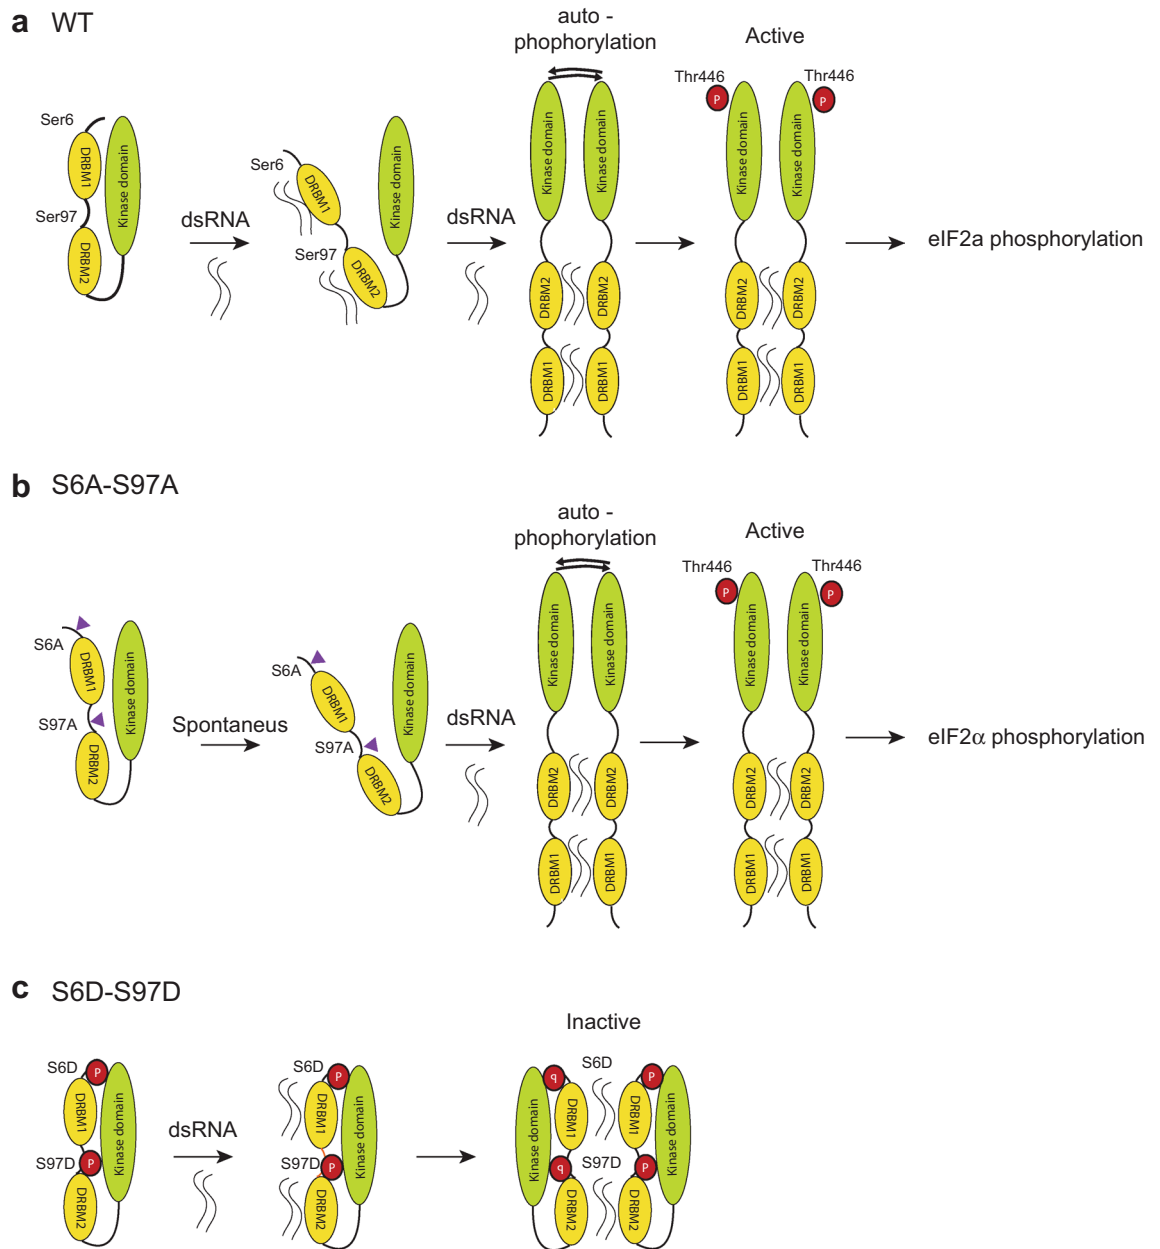 a WT
auto -
phophorylation
Active
Ser6
DRBM1
Ser97
DRBM2
Kinase domain
dsRNA
Ser6
DRBM1
Ser97
DRBM2
Kinase domain
dsRNA
Kinase domain
Kinase domain
DRBM2
DRBM2
DRBM1
DRBM1
Thr446
P
Thr446
P
Kinase domain
Kinase domain
DRBM2
DRBM2
DRBM1
DRBM1
eIF2a phosphorylation
b S6A-S97A
auto -
phophorylation
Active
S6A
DRBM1
S97A
DRBM2
Kinase domain
Spontaneus
S6A
DRBM1
S97A
DRBM2
Kinase domain
dsRNA
Kinase domain
Kinase domain
DRBM2
DRBM2
DRBM1
DRBM1
Thr446
P
Thr446
P
Kinase domain
Kinase domain
DRBM2
DRBM2
DRBM1
DRBM1
eIF2α phosphorylation
c S6D-S97D
Inactive
S6D
P
DRBM1
S97D
P
DRBM2
Kinase domain
dsRNA
S6D
P
DRBM1
S97D
P
DRBM2
Kinase domain
Kinase domain
P
DRBM1
P
DRBM2
S6D
S97D
P
DRBM1
P
DRBM2
Kinase domain